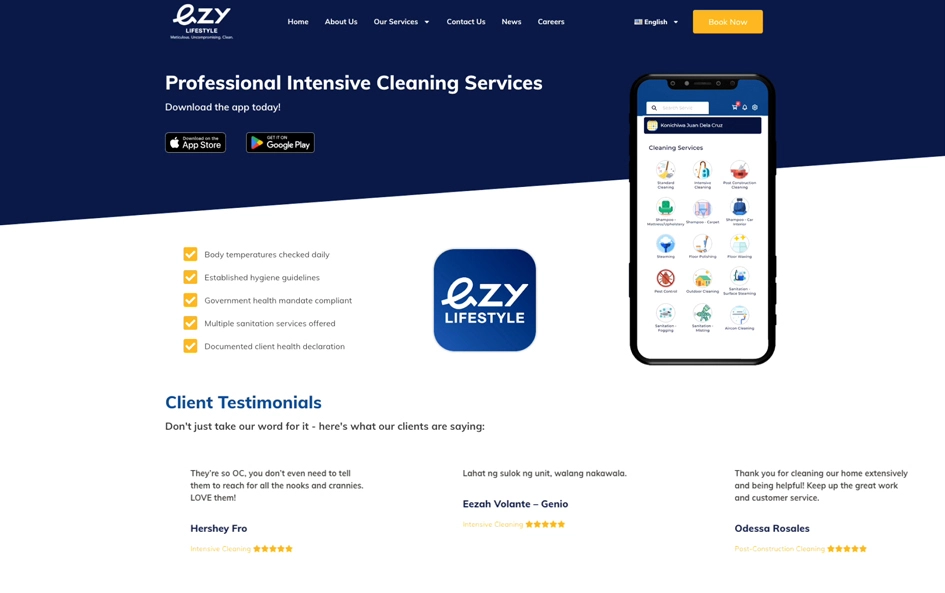 ezy
LIFESTYLE
Meticulous. Uncompromising. Clean.
Home
About Us
Our Services
Contact Us
News
Careers
English
Book Now
Professional Intensive Cleaning Services
Download the app today!
Download on the
App Store
GET IT ON
Google Play
Konichiwa Juan Dela Cruz
Cleaning Services
Standard
Cleaning
Intensive
Cleaning
Post Construction
Cleaning
Shampoo -
Mattress/Upholstery
Shampoo - Carpet
Shampoo - Car
Interior
Steaming
Floor Polishing
Floor Waxing
Pest Control
Outdoor Cleaning
Sanitation -
Surface Steaming
Sanitation -
Fogging
Sanitation -
Misting
Aircon Cleaning
Body temperatures checked daily
Established hygiene guidelines
Government health mandate compliant
Multiple sanitation services offered
Documented client health declaration
ezy
LIFESTYLE
Client Testimonials
Don't just take our word for it - here's what our clients are saying:
They're so OC, you don't even need to tell
them to reach for all the nooks and crannies.
LOVE them!
Hershey Fro
Intensive Cleaning
Lahat ng sulok ng unit, walang nakawala.
Eezah Volante – Genio
Intensive Cleaning
Thank you for cleaning our home extensively
and being helpful! Keep up the great work
and customer service.
Odessa Rosales
Post-Construction Cleaning